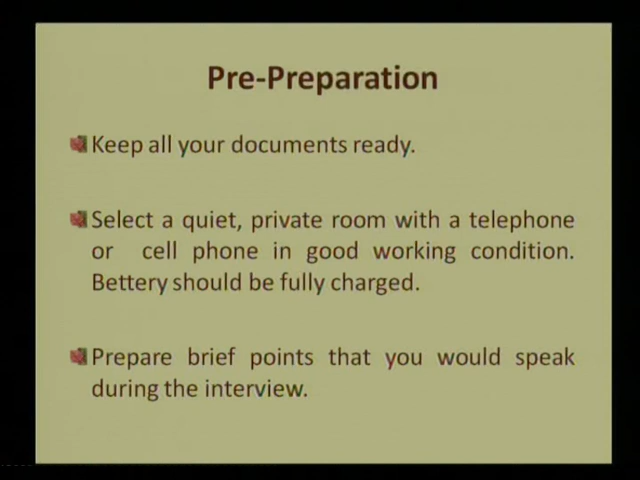 Pre-Preparation
Keep all your documents ready.
Select a quiet, private room with a telephone
or cell phone in good working condition.
Bettery should be fully charged.
Prepare brief points that you would speak
during the interview.